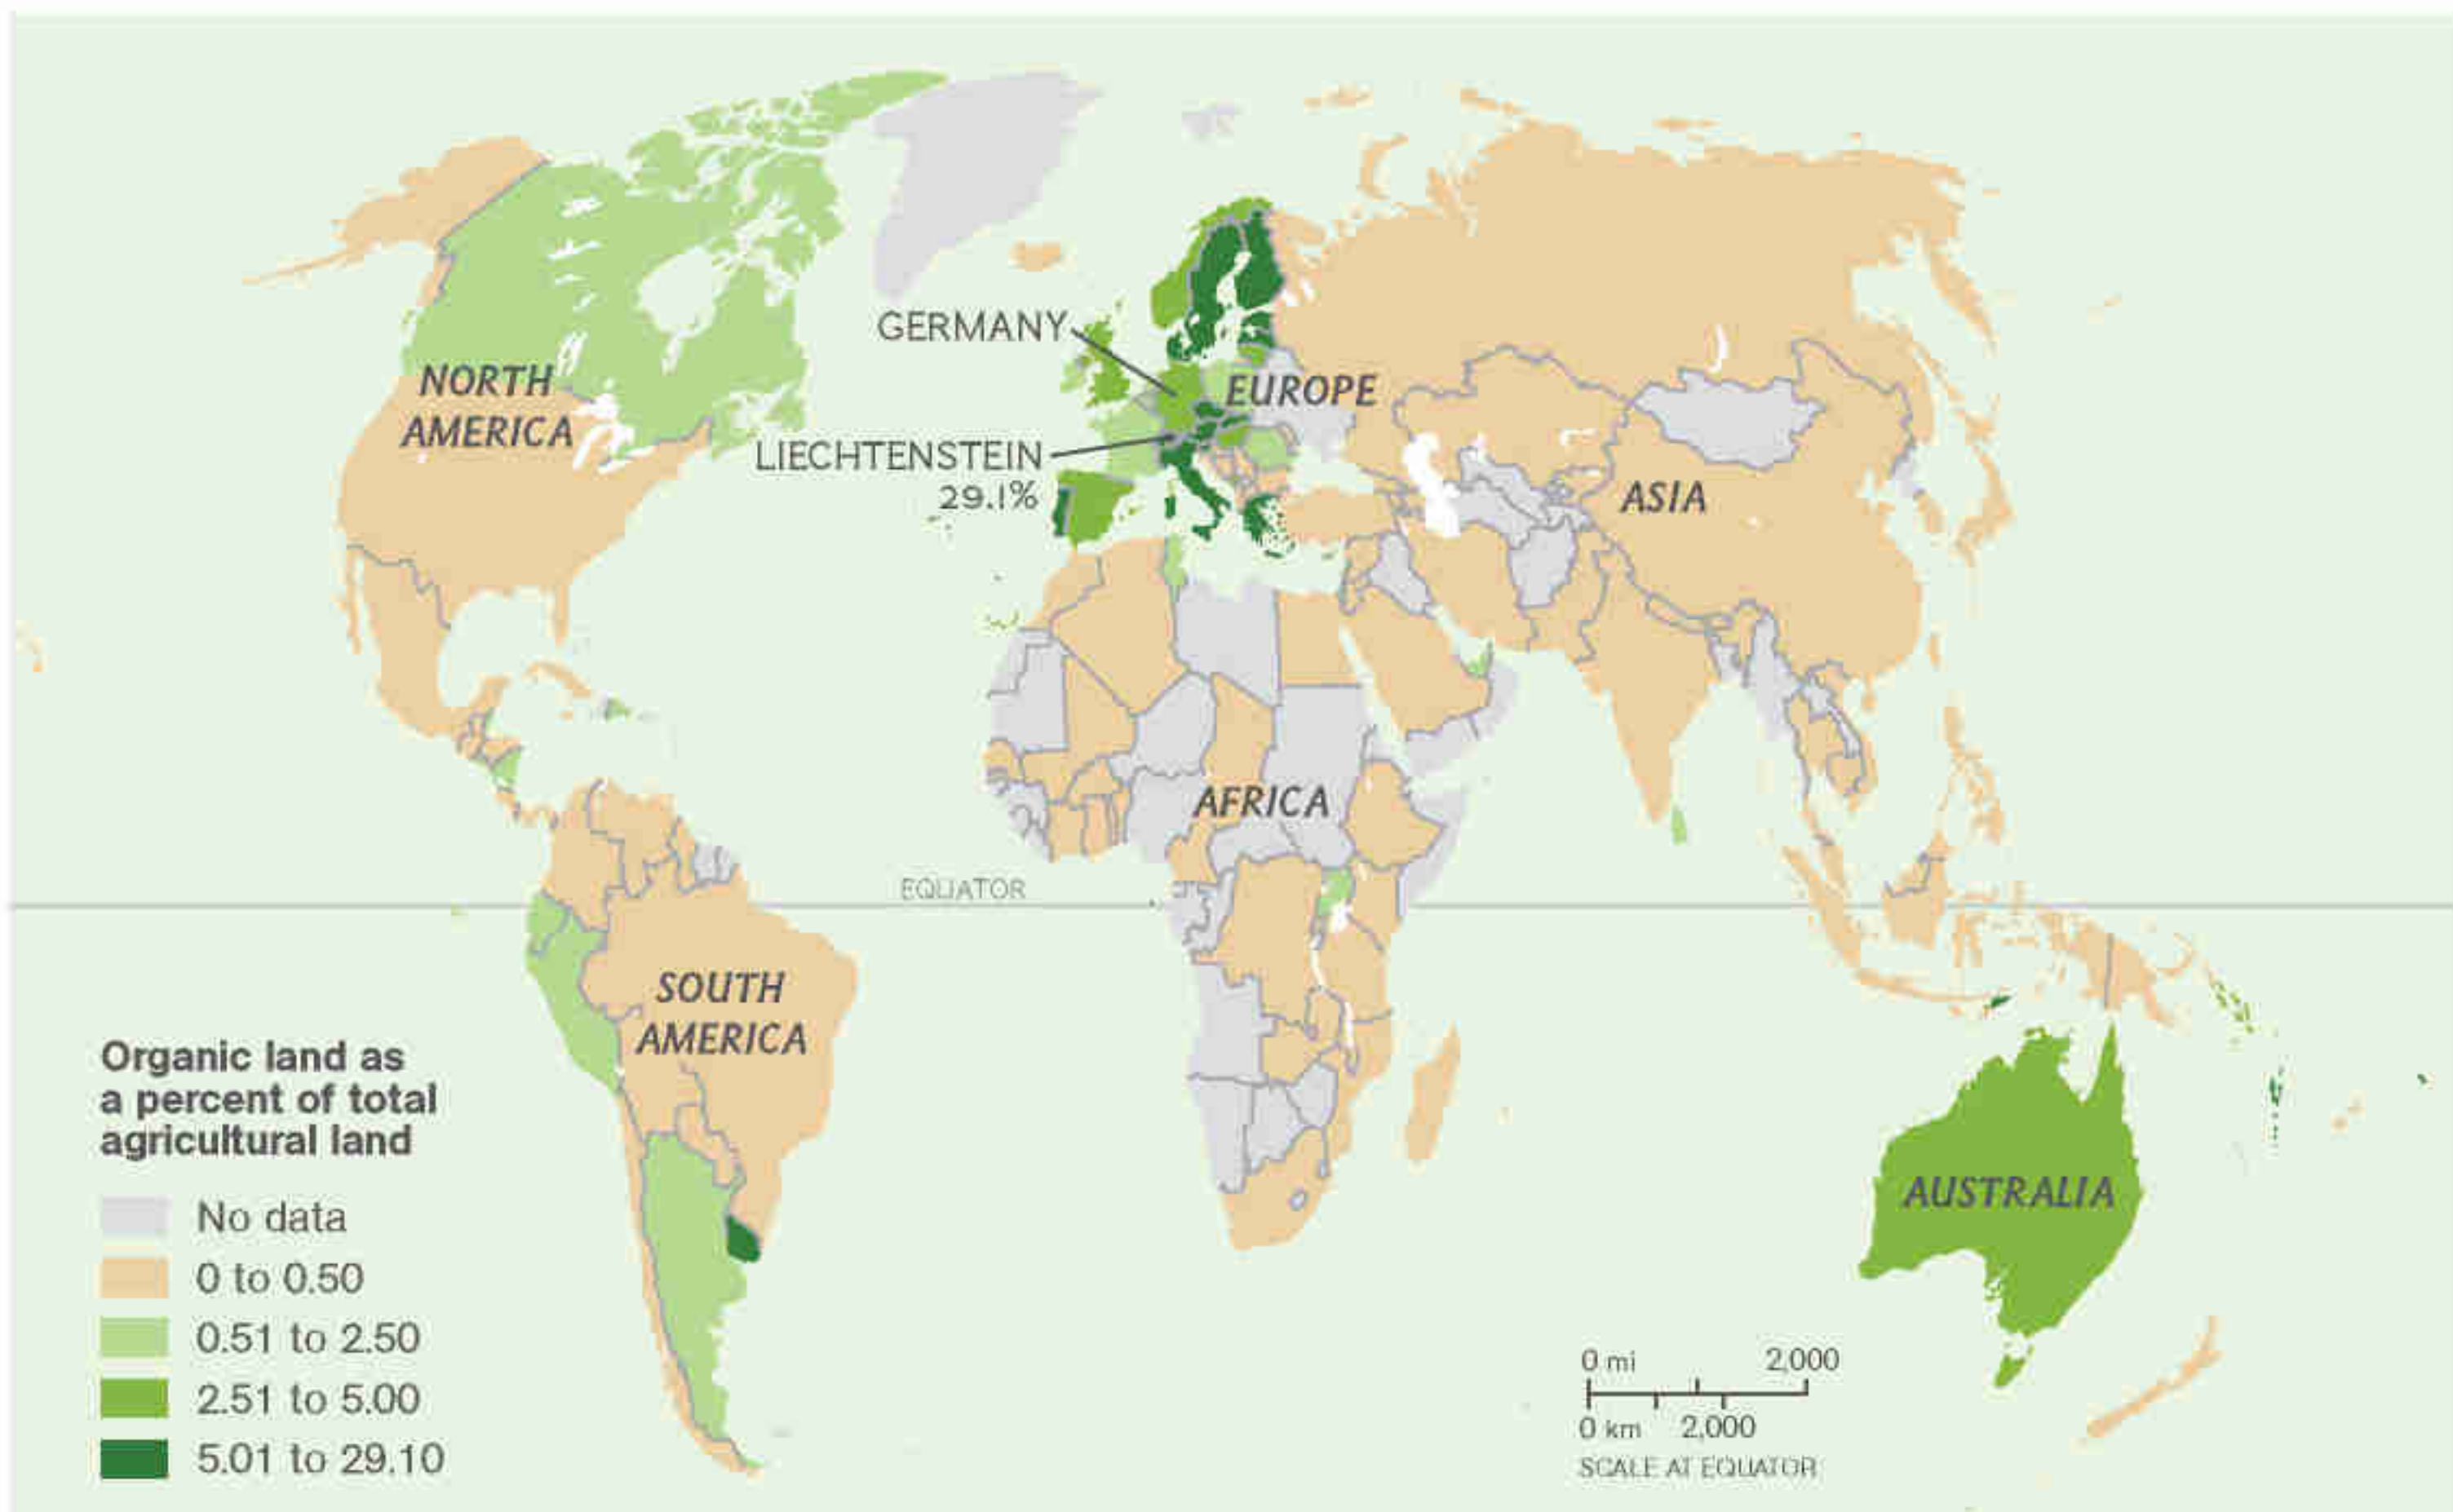 GERMANY
NORTH
AMERICA
EUROPE
LIECHTENSTEIN
29.1%
ASIA
AFRICA
EQUATOR
SOUTH
AMERICA
AUSTRALIA
Organic land as
a percent of total
agricultural land
No data
0 to 0.50
0.51 to 2.50
2.51 to 5.00
5.01 to 29.10
0 mi 2,000
0 km 2,000
SCALE AT EQUATOR